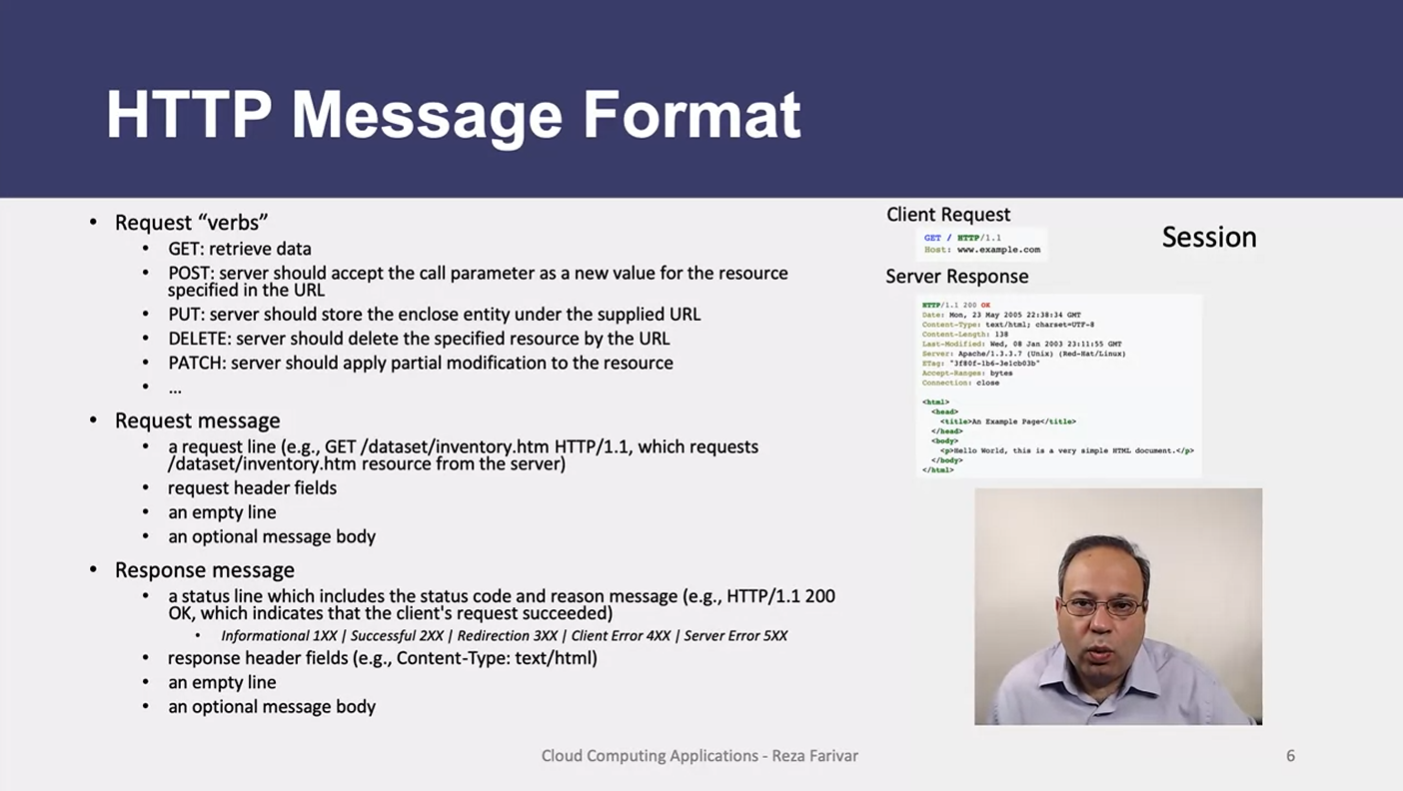 HTTP Message Format
• Request “verbs”
• GET: retrieve data
• POST: server should accept the call parameter as a new value for the resource
specified in the URL
• PUT: server should store the enclose entity under the supplied URL
• DELETE: server should delete the specified resource by the URL
• PATCH: server should apply partial modification to the resource
• ...
• Request message
• a request line (e.g., GET /dataset/inventory.htm HTTP/1.1, which requests
/dataset/inventory.htm resource from the server)
• request header fields
• an empty line
• an optional message body
• Response message
• a status line which includes the status code and reason message (e.g., HTTP/1.1 200
OK, which indicates that the client's request succeeded)
• Informational 1XX | Successful 2XX | Redirection 3XX | Client Error 4XX | Server Error 5XX
• response header fields (e.g., Content-Type: text/html)
• an empty line
• an optional message body
Client Request
GET / HTTP/1.1
Host: www.example.com
Session
Server Response
HTTP/1.1 200 OK
Date: Mon, 23 May 2005 22:38:34 GMT
Content-Type: text/html; charset=UTF-8
Content-Length: 138
Last-Modified: Wed, 08 Jan 2003 23:11:55 GMT
Server: Apache/1.3.3.7 (Unix) (Red-Hat/Linux)
ETag: "3f80f-1b6-3e1cb03b"
Accept-Ranges: bytes
Connection: close
<html>
<head>
<title>An Example Page</title>
</head>
<body>
<p>Hello World, this is a very simple HTML document.</p>
</body>
</html>
Cloud Computing Applications - Reza Farivar
6